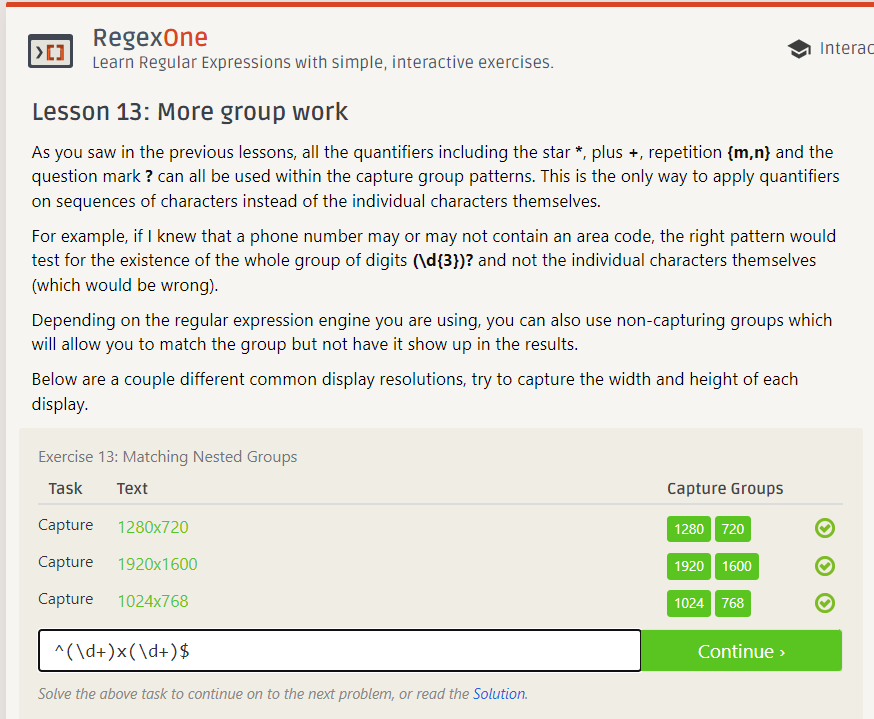 RegexOne
Learn Regular Expressions with simple, interactive exercises.
Interac
Lesson 13: More group work
As you saw in the previous lessons, all the quantifiers including the star *, plus +, repetition {m,n} and the
question mark ? can all be used within the capture group patterns. This is the only way to apply quantifiers
on sequences of characters instead of the individual characters themselves.
For example, if I knew that a phone number may or may not contain an area code, the right pattern would
test for the existence of the whole group of digits (\d{3})? and not the individual characters themselves
(which would be wrong).
Depending on the regular expression engine you are using, you can also use non-capturing groups which
will allow you to match the group but not have it show up in the results.
Below are a couple different common display resolutions, try to capture the width and height of each
display.
Exercise 13: Matching Nested Groups
Task Text Capture Groups
Capture 1280x720 1280 720
Capture 1920x1600 1920 1600
Capture 1024x768 1024 768
^(\d+)x(\d+)$ Continue ›
Solve the above task to continue on to the next problem, or read the Solution.